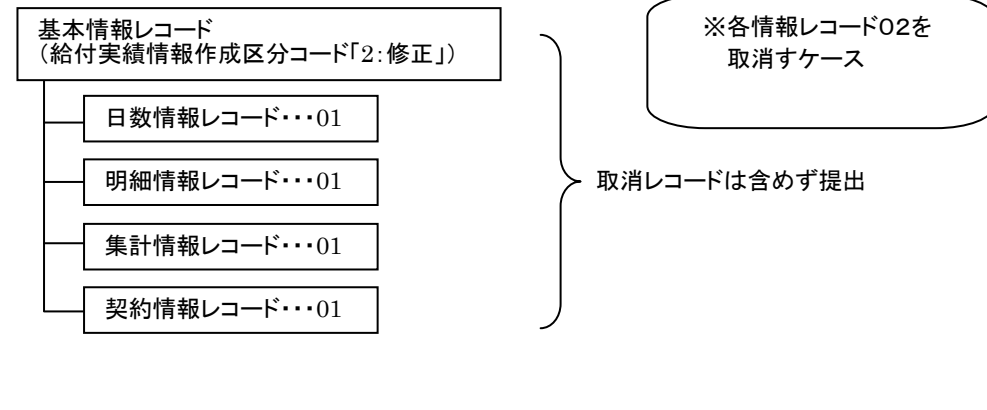 基本情報レコード
（給付実績情報作成区分コード「2:修正」）
※各情報レコード０２を
取消すケース
日数情報レコード・・・01
明細情報レコード・・・01
取消レコードは含めず提出
集計情報レコード・・・01
契約情報レコード・・・01